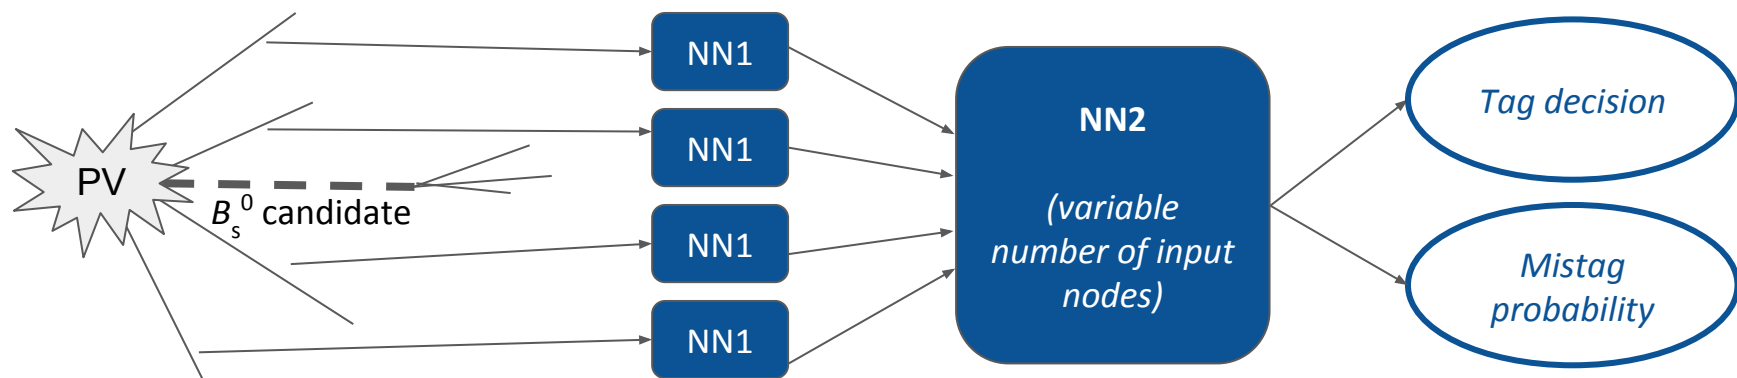 PV
B_s^0 candidate
NN1
NN1
NN1
NN1
NN2
(variable
number of input
nodes)
Tag decision
Mistag
probability